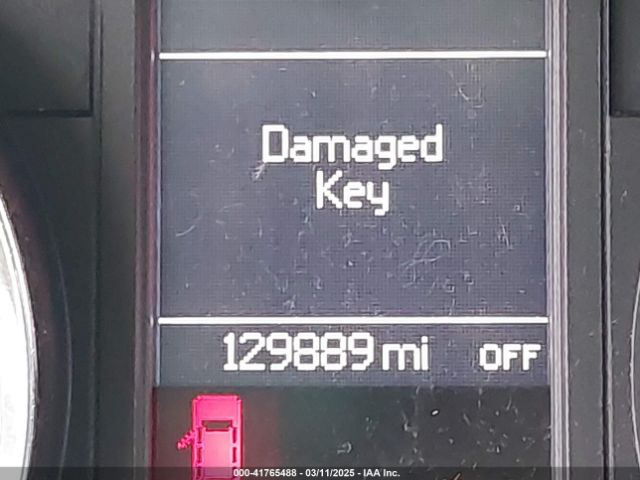 Damaged
Key
129889 mi OFF
000-41765488 - 03/11/2025 - IAA Inc.